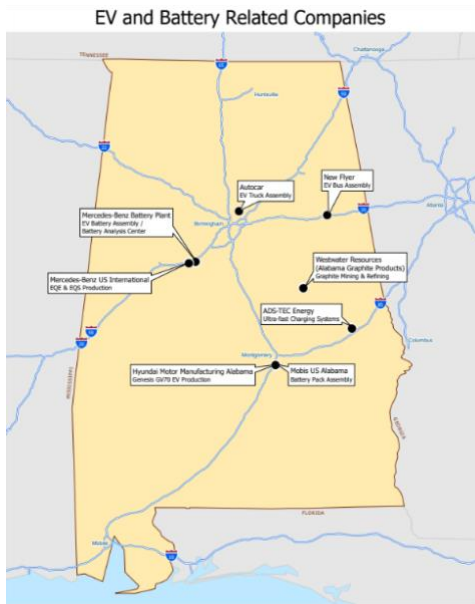 EV and Battery Related Companies
TENNESSEE
Chattanooga
Huntsville
Autocar
EV Truck Assembly
New Flyer
EV Bus Assembly
Mercedes-Benz Battery Plant
EV Battery Assembly /
Battery Analysis Center
Birmingham
Atlanta
Westwater Resources
(Alabama Graphite Products)
Graphite Mining & Refining
Mercedes-Benz US International
EQE & EQS Production
ADS-TEC Energy
Ultra-fast Charging Systems
Columbus
Montgomery
Hyundai Motor Manufacturing Alabama
Genesis GV70 EV Production
Mobis US Alabama
Battery Pack Assembly
MISSISSIPPI
GEORGIA
FLORIDA
Mobile